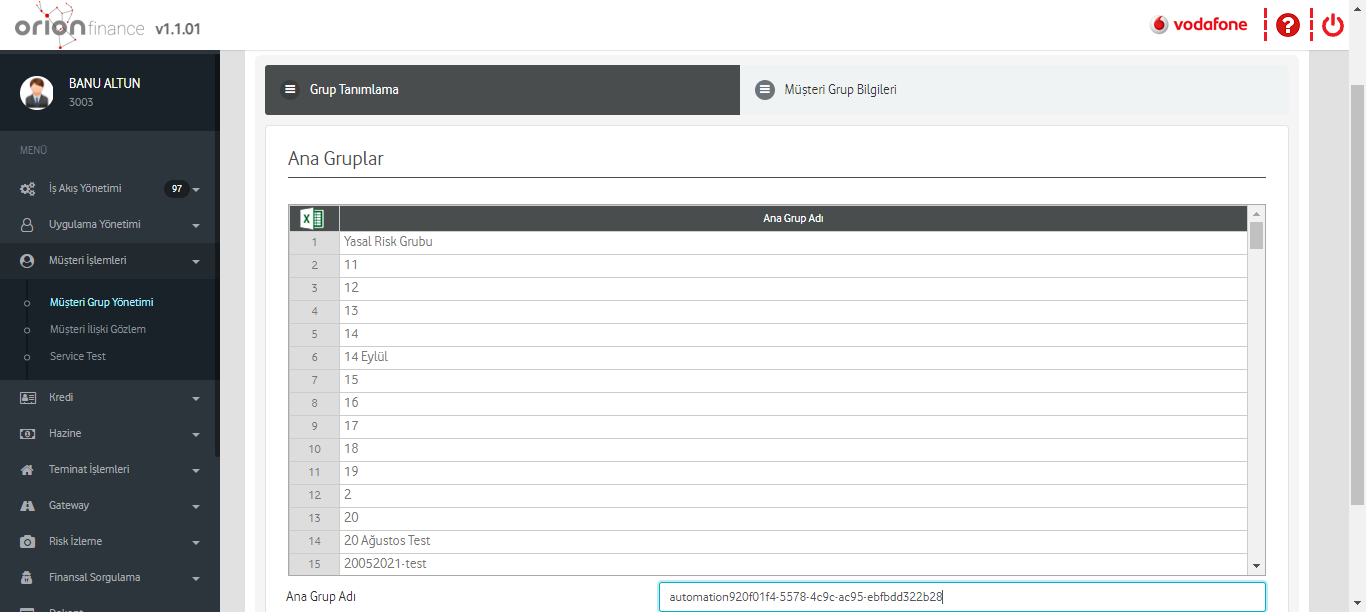 orionfinance v1.1.01
vodafone
?
BANU ALTUN
3003
MENÜ
İş Akış Yönetimi 97
Uygulama Yönetimi
Müşteri İşlemleri
Müşteri Grup Yönetimi
Müşteri İlişki Gözlem
Service Test
Kredi
Hazine
Teminat İşlemleri
Gateway
Risk İzleme
Finansal Sorgulama
Grup Tanımlama
Müşteri Grup Bilgileri
Ana Gruplar
Ana Grup Adı
1 Yasal Risk Grubu
2 11
3 12
4 13
5 14
6 14 Eylül
7 15
8 16
9 17
10 18
11 19
12 2
13 20
14 20 Ağustos Test
15 20052021-test
Ana Grup Adı
automation920f01f4-5578-4c9c-ac95-ebfbdd322b28